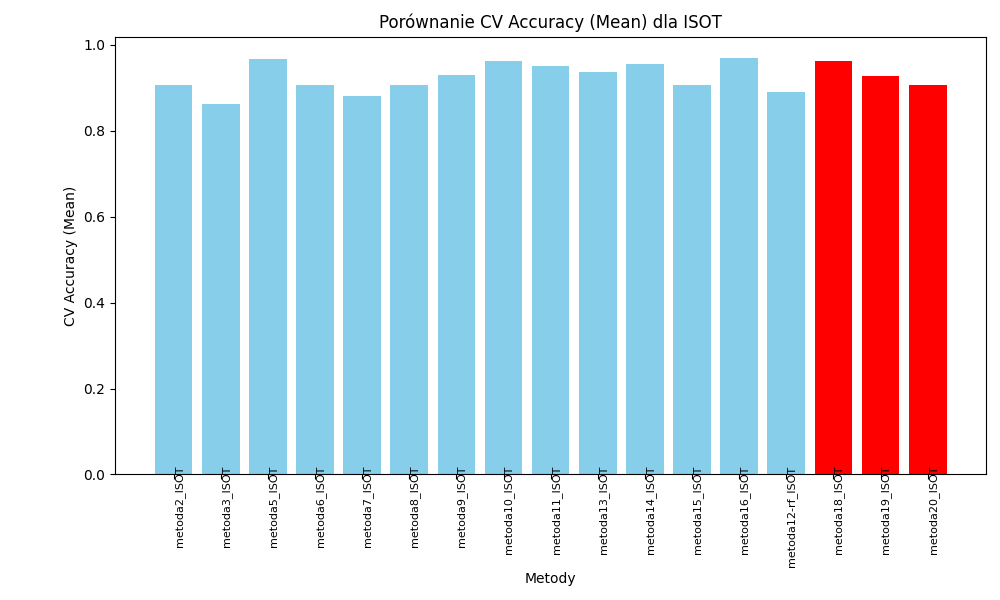 Porównanie CV Accuracy (Mean) dla ISOT
CV Accuracy (Mean)
1.0
0.8
0.6
0.4
0.2
0.0
metoda2_ISOT
metoda3_ISOT
metoda5_ISOT
metoda6_ISOT
metoda7_ISOT
metoda8_ISOT
metoda9_ISOT
metoda10_ISOT
metoda11_ISOT
metoda13_ISOT
metoda14_ISOT
metoda15_ISOT
metoda16_ISOT
metoda12-rf_ISOT
metoda18_ISOT
metoda19_ISOT
metoda20_ISOT
Metody